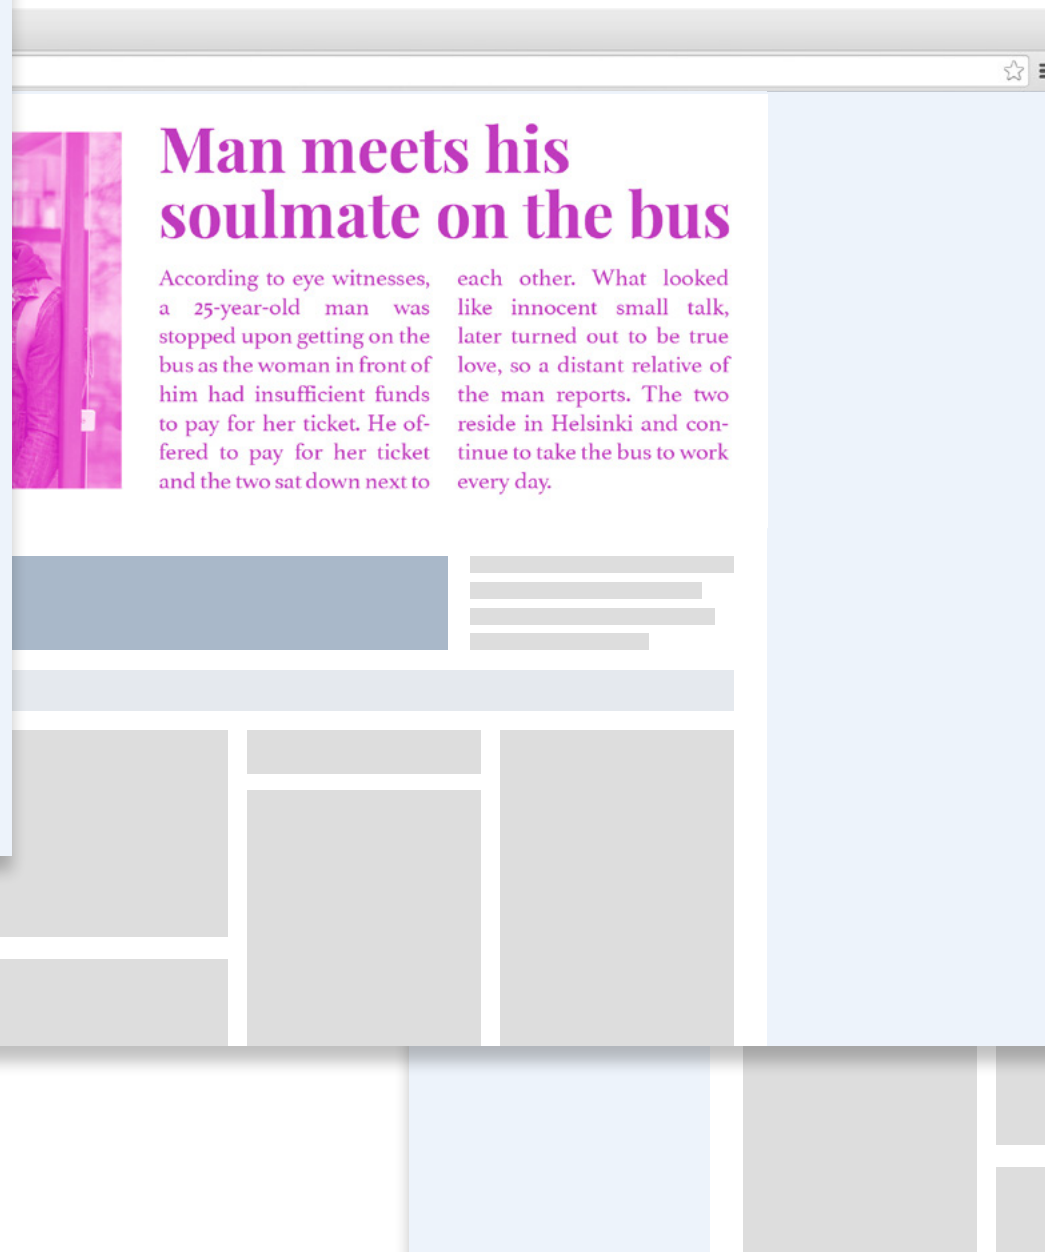 Man meets his
soulmate on the bus
According to eye witnesses,
a 25-year-old man was
stopped upon getting on the
bus as the woman in front of
him had insufficient funds
to pay for her ticket. He of-
fered to pay for her ticket
and the two sat down next to
each other. What looked
like innocent small talk,
later turned out to be true
love, so a distant relative of
the man reports. The two
reside in Helsinki and con-
tinue to take the bus to work
every day.